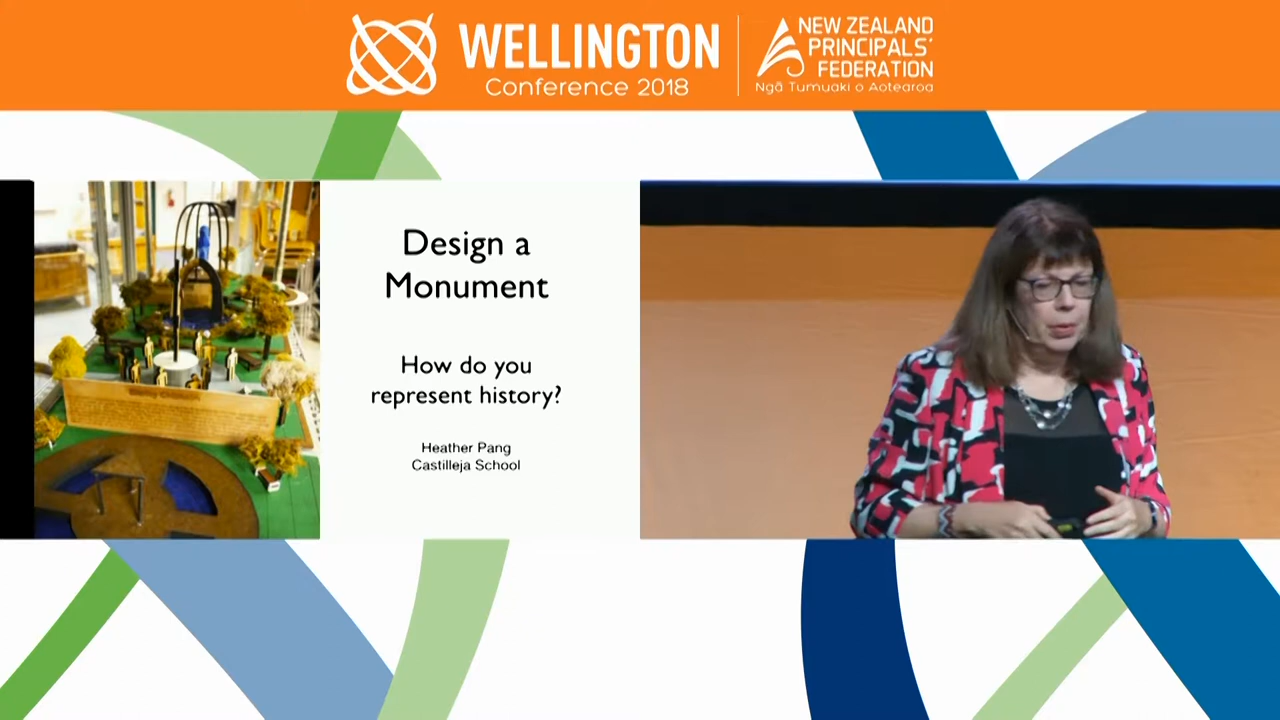 WELLINGTON
Conference 2018
NEW ZEALAND
PRINCIPALS'
FEDERATION
Ngā Tumuaki o Aotearoa
Design a
Monument
How do you
represent history?
Heather Pang
Castilleja School